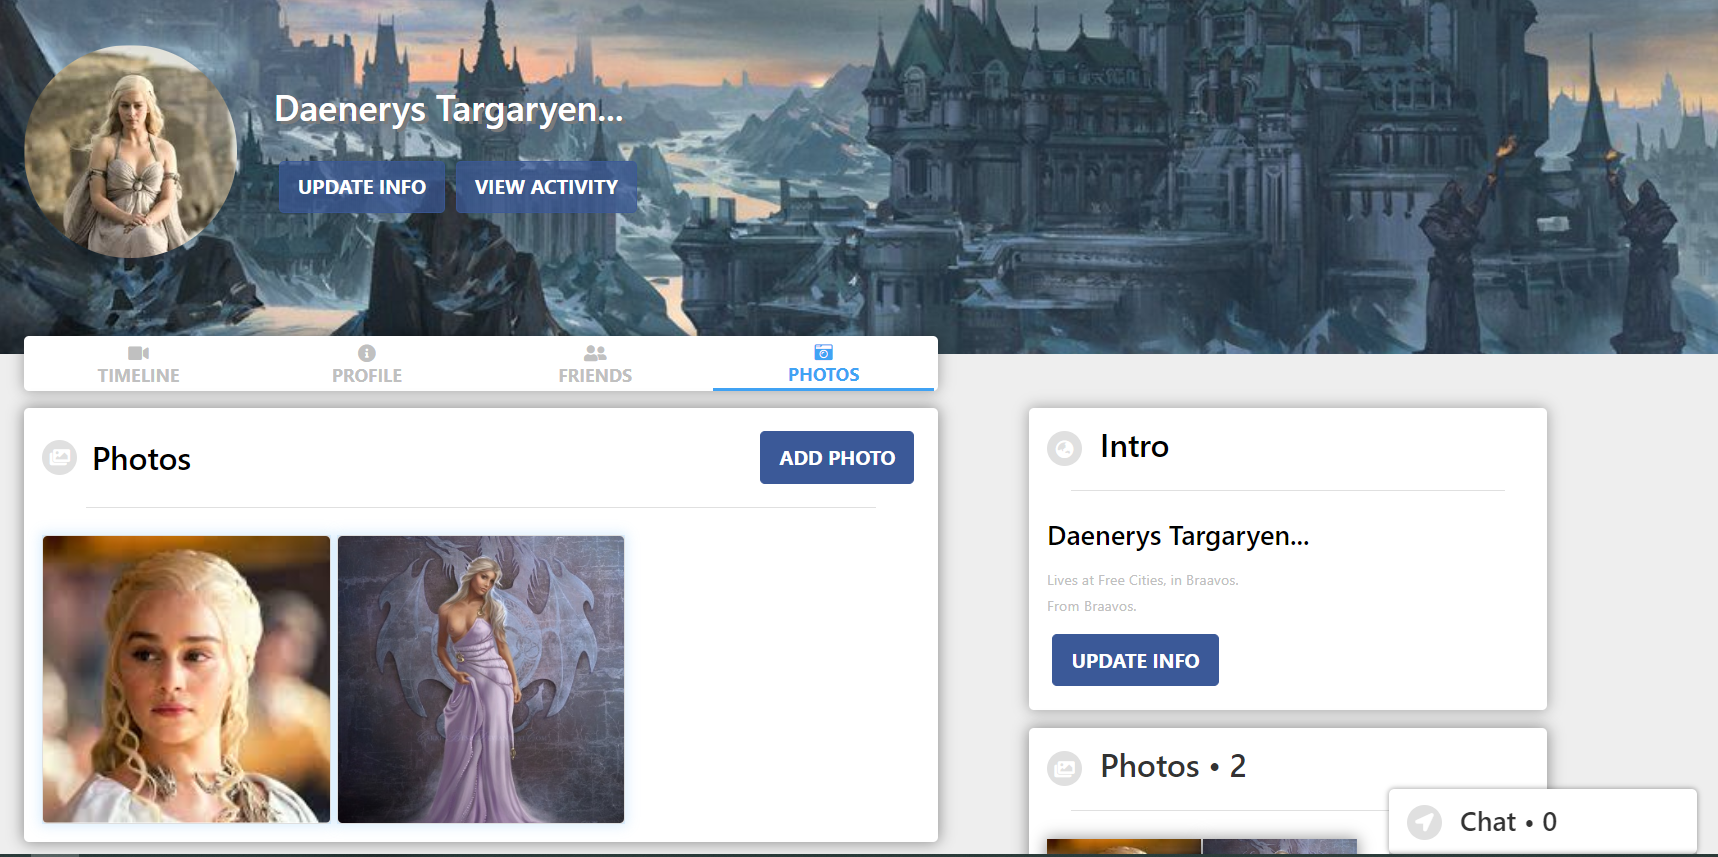 Daenerys Targaryen...
UPDATE INFO
VIEW ACTIVITY
TIMELINE
PROFILE
FRIENDS
PHOTOS
Photos
ADD PHOTO
Intro
Daenerys Targaryen...
Lives at Free Cities, in Braavos.
From Braavos.
UPDATE INFO
Photos • 2
Chat • 0